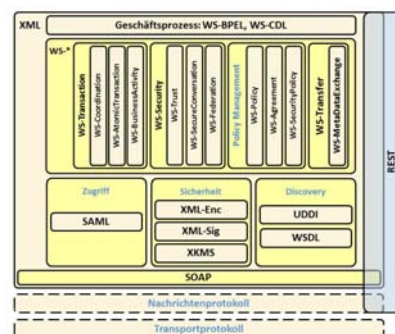 XML
Geschäftsprozess: WS-BPEL, WS-CDL
WS-*
WS-Transaction
WS-Coordination
WS-AtomicTransaction
WS-BusinessActivity
WS-Security
WS-Trust
WS-SecureConversation
WS-Federation
Policy Management
WS-Policy
WS-Agreement
WS-SecurityPolicy
WS-Transfer
WS-MetaDataExchange
REST
Zugriff
SAML
Sicherheit
XML-Enc
XML-Sig
XKMS
Discovery
UDDI
WSDL
SOAP
Nachrichtenprotokoll
Transportprotokoll